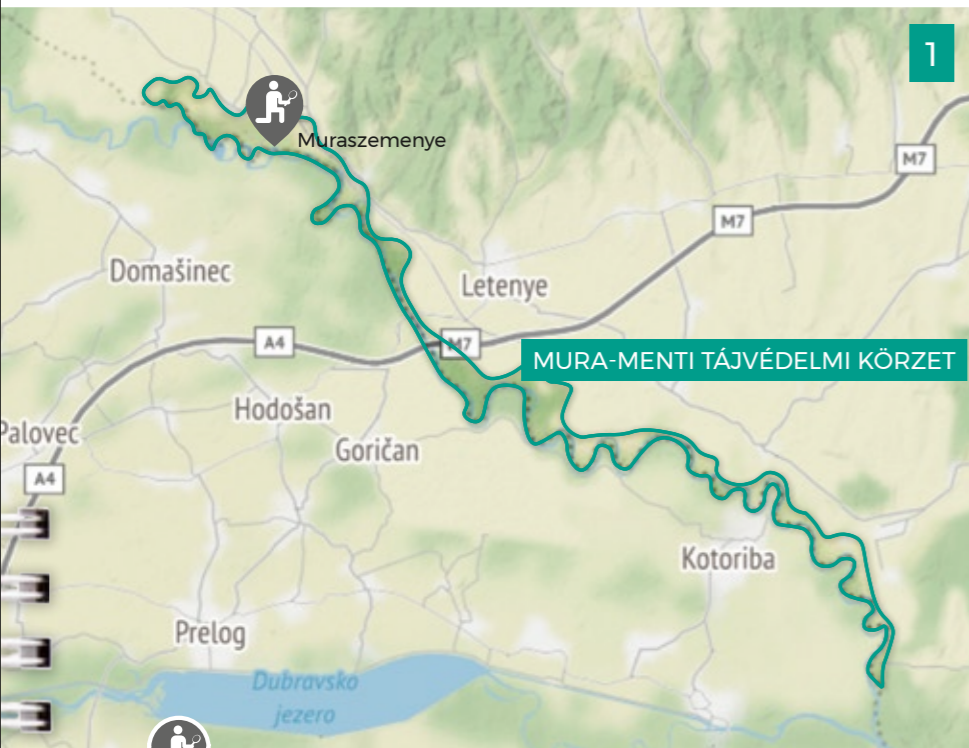 1
Muraszemenye
M7
M7
Domašinec
Letenye
A4
M7
MURA-MENTI TÁJVÉDELMI KÖRZET
Hodošan
Palovec
Goričan
A4
Kotoriba
Prelog
Dubravsko
jezero